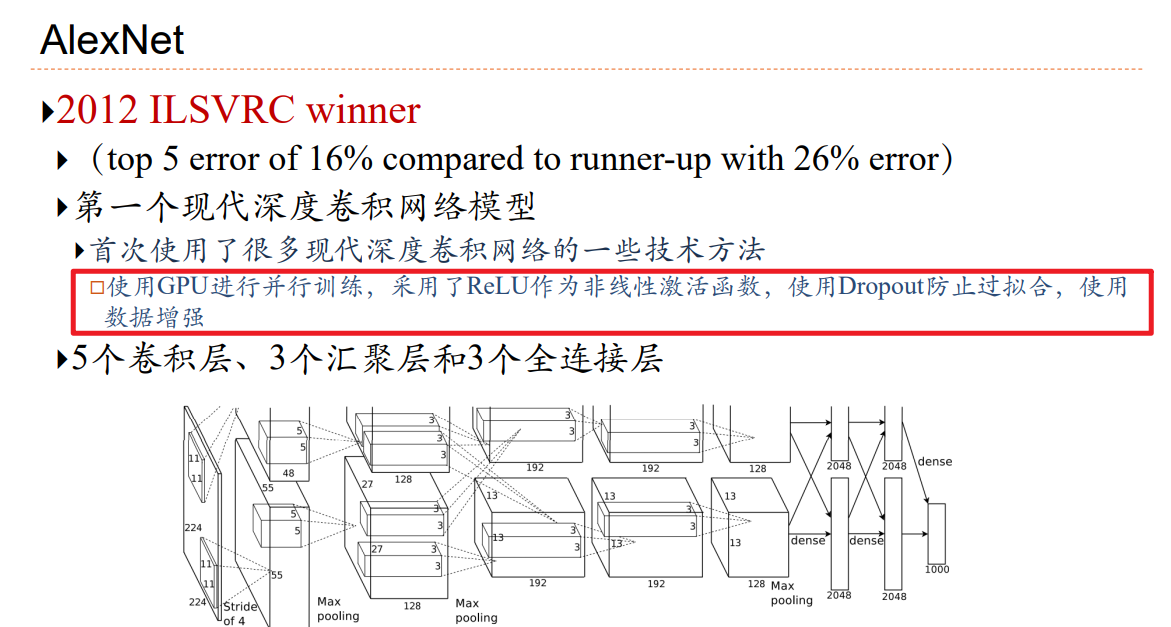 AlexNet
2012 ILSVRC winner
（top 5 error of 16% compared to runner-up with 26% error）
第一个现代深度卷积网络模型
首次使用了很多现代深度卷积网络的一些技术方法
使用GPU进行并行训练，采用了ReLU作为非线性激活函数，使用Dropout防止过拟合，使用
数据增强
5个卷积层、3个汇聚层和3个全连接层
3
3
3
5
3
3
3
11
5
3
3
11
48
128
192
192
128
2048
2048
dense
55
27
224
5
3
13
13
3
13
5
3
3
3
13
3
13
13
dense
dense
27
3
3
11
55
3
1000
11
192
192
128
Max
pooling
2048
2048
224
Stride
of 4
Max
pooling
128
Max
pooling